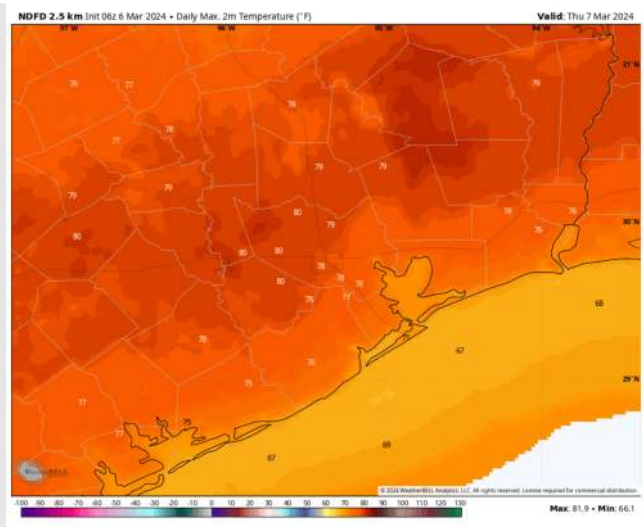 NDFD 2.5 km Init 06z 6 Mar 2024 • Daily Max. 2m Temperature (°F) Valid: Thu 7 Mar 2024
97°W 96°W 95°W 94°W
31°N
76 77 79
78
77 78
79 79
79 79
80 78 76
80 79 76 30°N
80 80
78
80 76 76
76 77
68
78 75
67
76
75 29°N
77
75
77 69
67
WeatherBELL
© 2024 WeatherBELL Analytics, LLC. All rights reserved. License required for commercial distribution.
-100 -90 -80 -70 -60 -50 -40 -30 -20 -10 0 10 20 30 40 50 60 70 80 90 100 110 120 130
Max: 81.9 • Min: 66.1